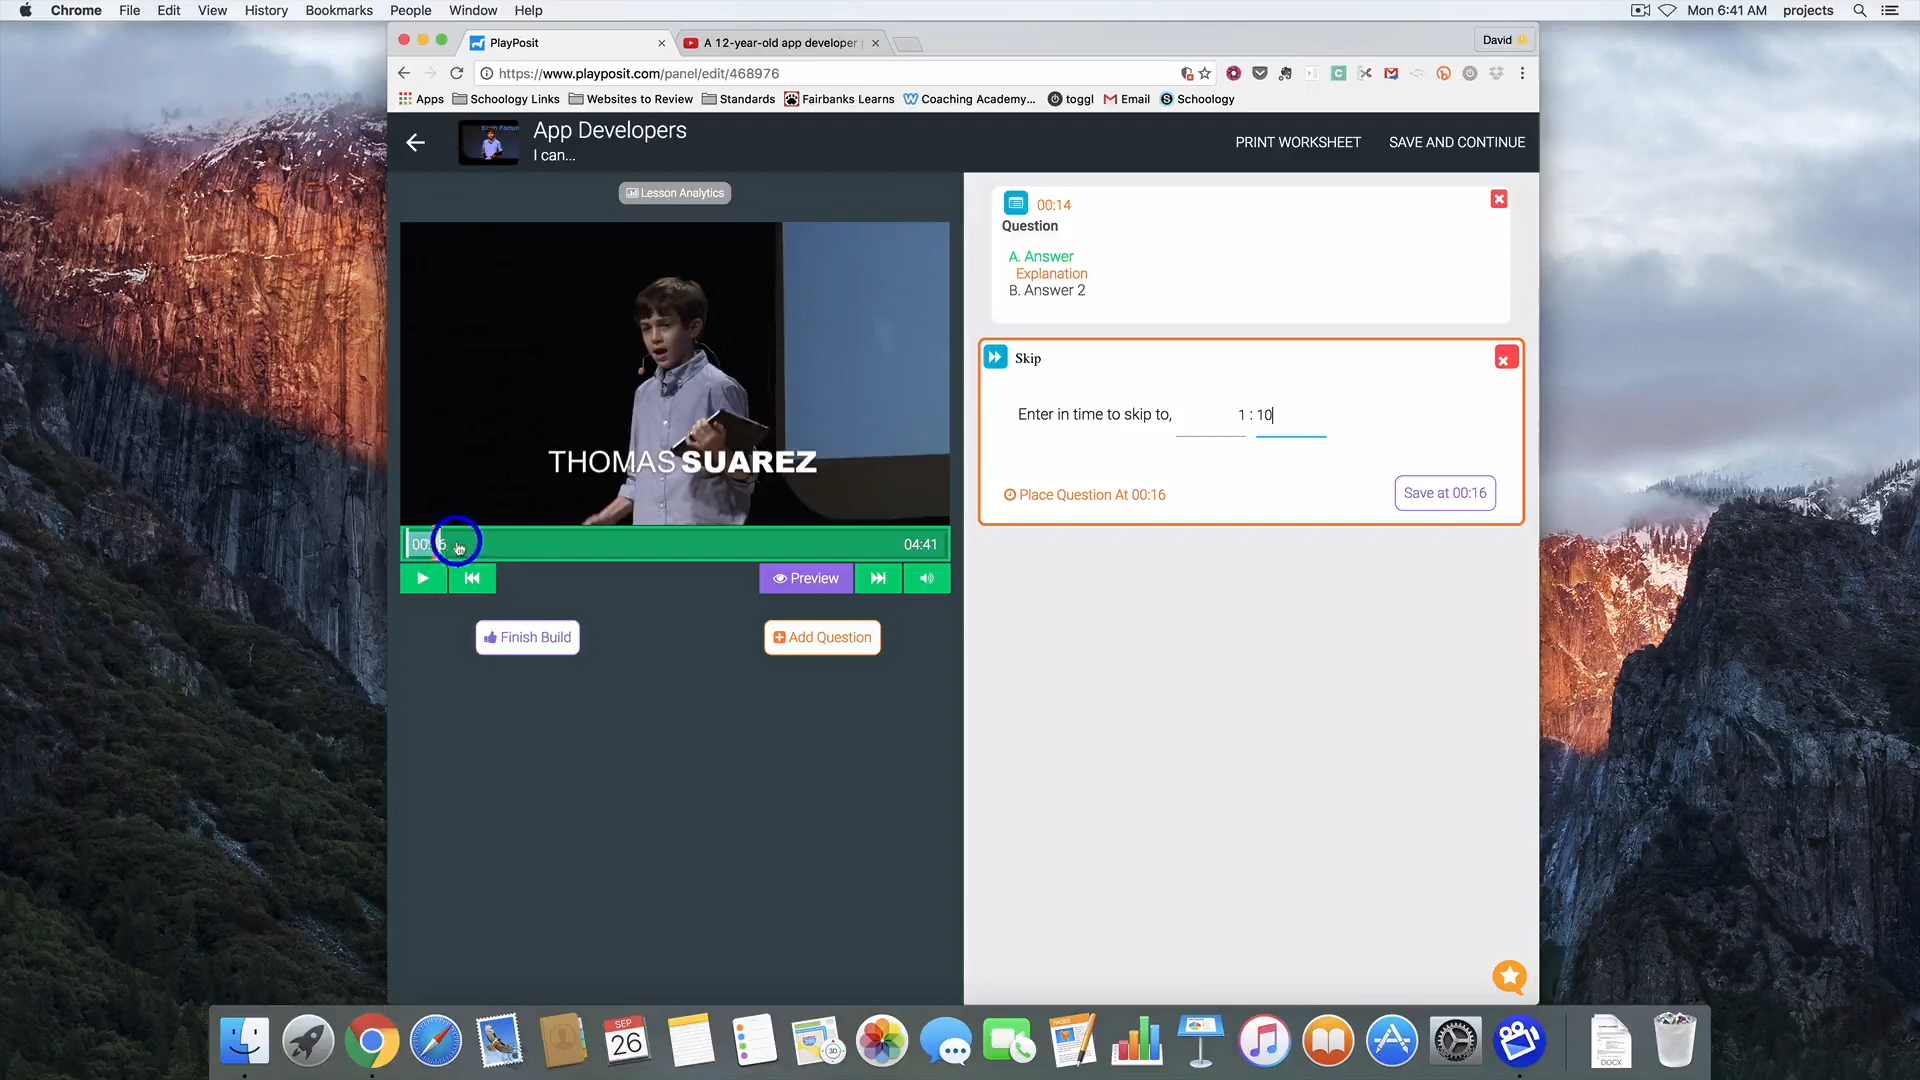 Chrome File Edit View History Bookmarks People Window Help Mon 6:41 AM projects
PlayPosit A 12-year-old app developer David
https://www.playposit.com/panel/edit/468976
Apps Schoology Links Websites to Review Standards Fairbanks Learns Coaching Academy... toggl Email Schoology
App Developers
I can...
PRINT WORKSHEET SAVE AND CONTINUE
Lesson Analytics
THOMAS SUAREZ
04:41
Preview
Finish Build Add Question
00:14
Question
A. Answer
Explanation
B. Answer 2
Skip
Enter in time to skip to, 1 : 10
Place Question At 00:16 Save at 00:16
SEP
26
3D
DOCX